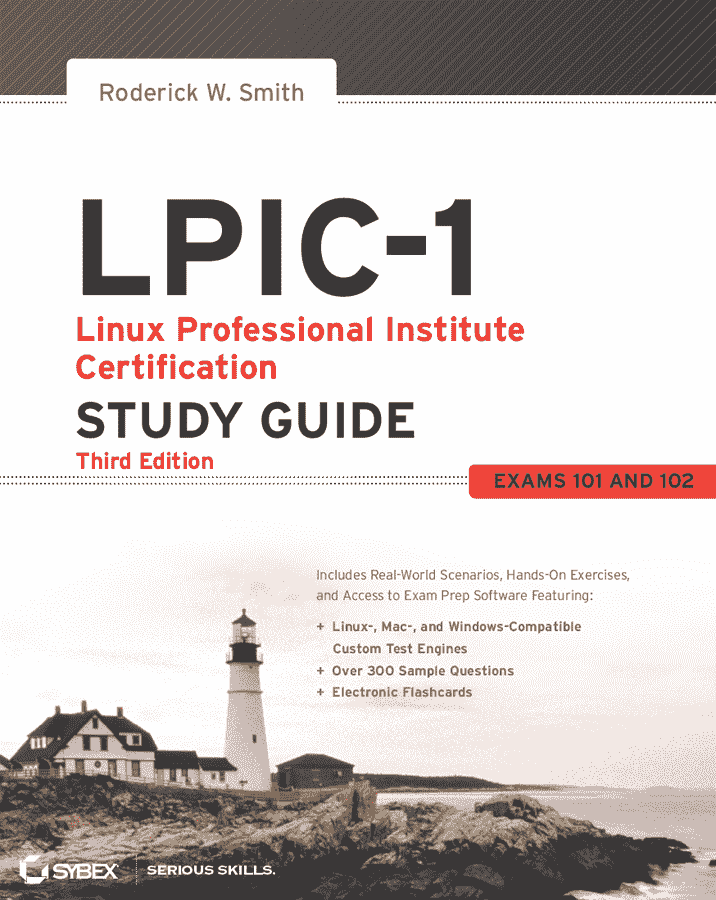 Roderick W. Smith
LPIC-1
Linux Professional Institute
Certification
STUDY GUIDE
Third Edition
EXAMS 101 AND 102
Includes Real-World Scenarios, Hands-On Exercises,
and Access to Exam Prep Software Featuring:
+ Linux-, Mac-, and Windows-Compatible
Custom Test Engines
+ Over 300 Sample Questions
+ Electronic Flashcards
SYBEX
SERIOUS SKILLS.